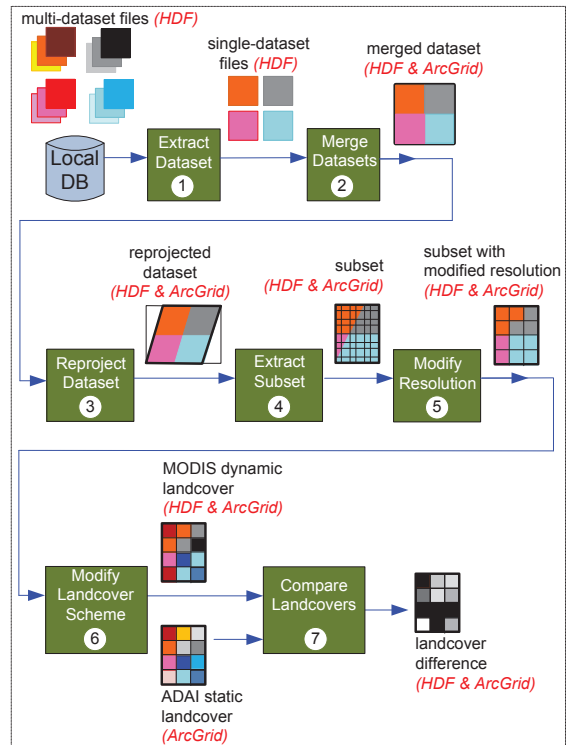 multi-dataset files (HDF)
single-dataset
files (HDF)
merged dataset
(HDF & ArcGrid)
Local
DB
Extract
Dataset
1
Merge
Datasets
2
reprojected
dataset
(HDF & ArcGrid)
subset
(HDF & ArcGrid)
subset with
modified resolution
(HDF & ArcGrid)
Reproject
Dataset
3
Extract
Subset
4
Modify
Resolution
5
MODIS dynamic
landcover
(HDF & ArcGrid)
Modify
Landcover
Scheme
6
Compare
Landcovers
7
ADAI static
landcover
(ArcGrid)
landcover
difference
(HDF & ArcGrid)